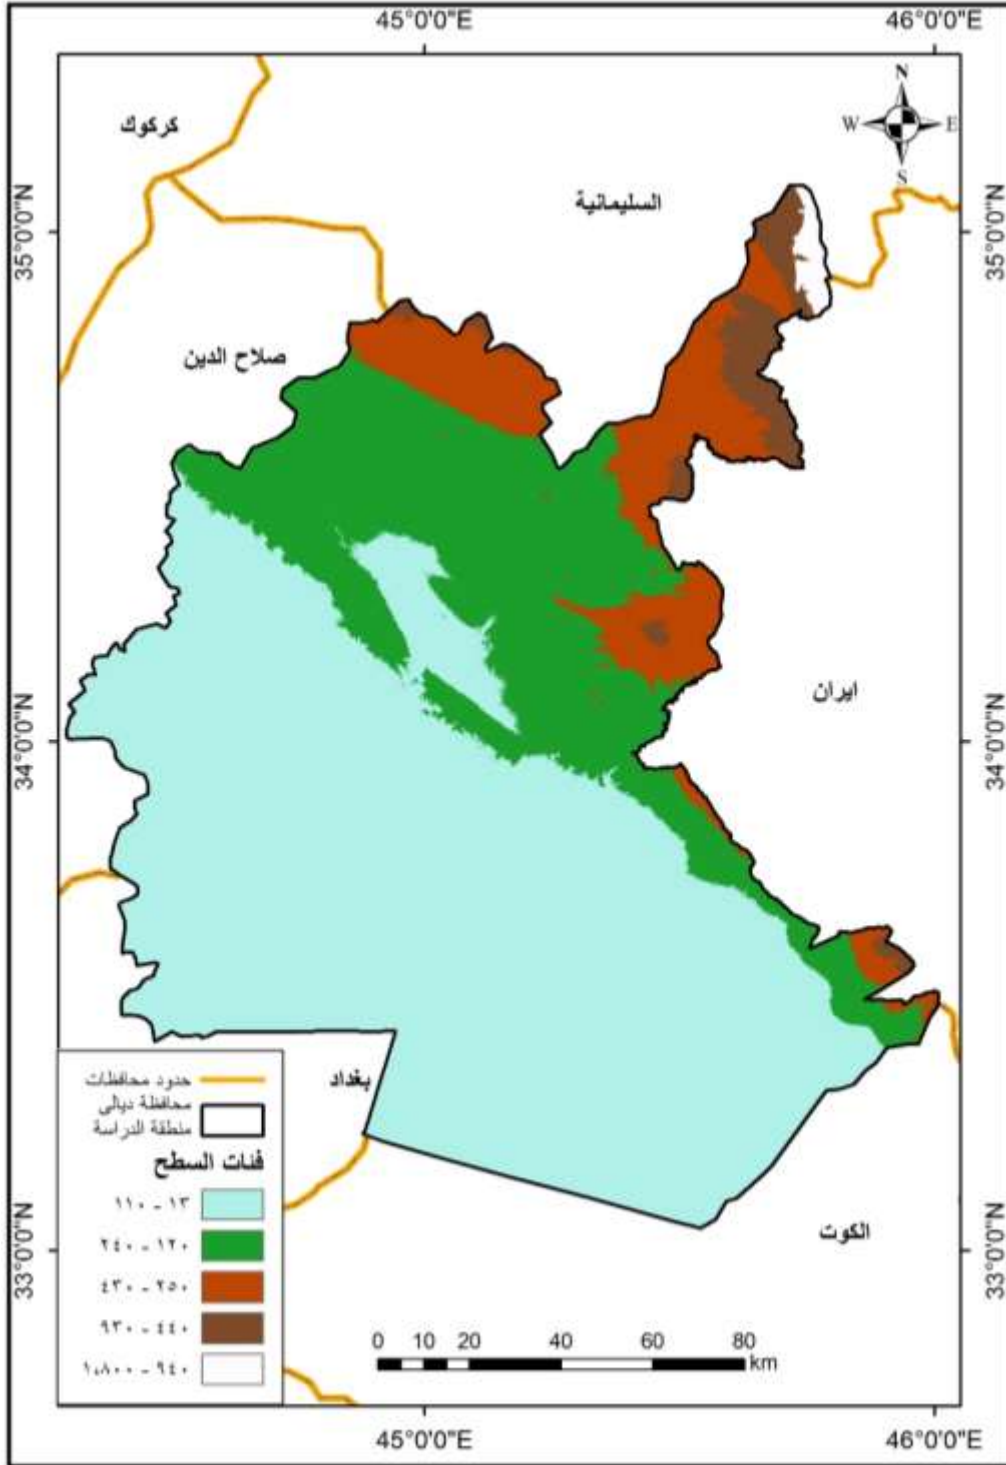 45°0'0"E
46°0'0"E
N
W
E
S
كركوك
السليمانية
35°0'0"N
35°0'0"N
صلاح الدين
ايران
34°0'0"N
34°0'0"N
بغداد
حدود محافظات
محافظة ديالى
منطقة الدراسة
فئات السطح
١٣ - ١١٠
١٢٠ - ٢٤٠
٢٥٠ - ٤٣٠
٤٤٠ - ٩٣٠
٩٤٠ - ١،٨٠٠
الكوت
33°0'0"N
33°0'0"N
0 10 20 40 60 80
km
45°0'0"E
46°0'0"E